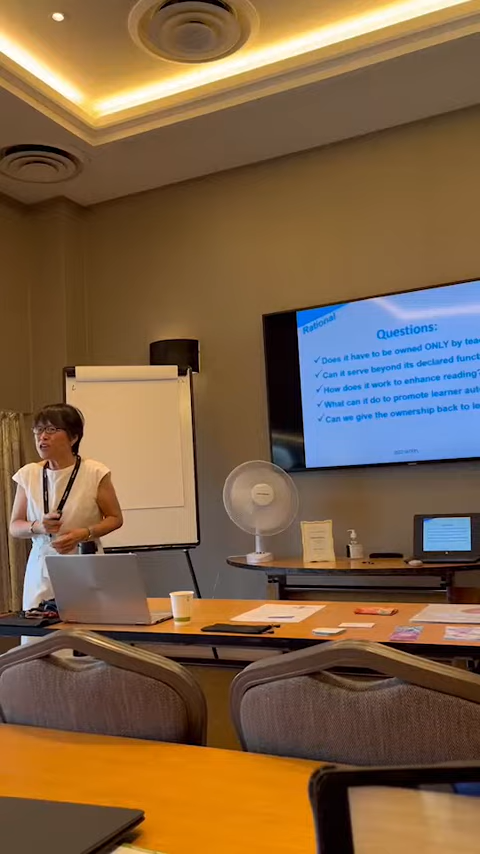 Rational
Questions:
✓Does it have to be owned ONLY by tea
✓Can it serve beyond its declared funct
✓How does it work to enhance reading?
✓What can it do to promote learner aut
✓Can we give the ownership back to le